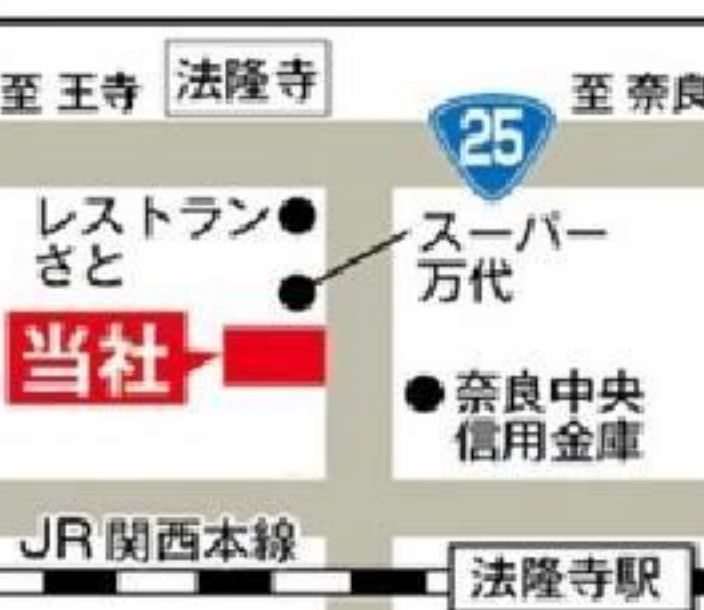 至 王寺
法隆寺
25
至 奈良
レストラン
さと
スーパー
万代
当社
奈良中央
信用金庫
JR関西本線
法隆寺駅